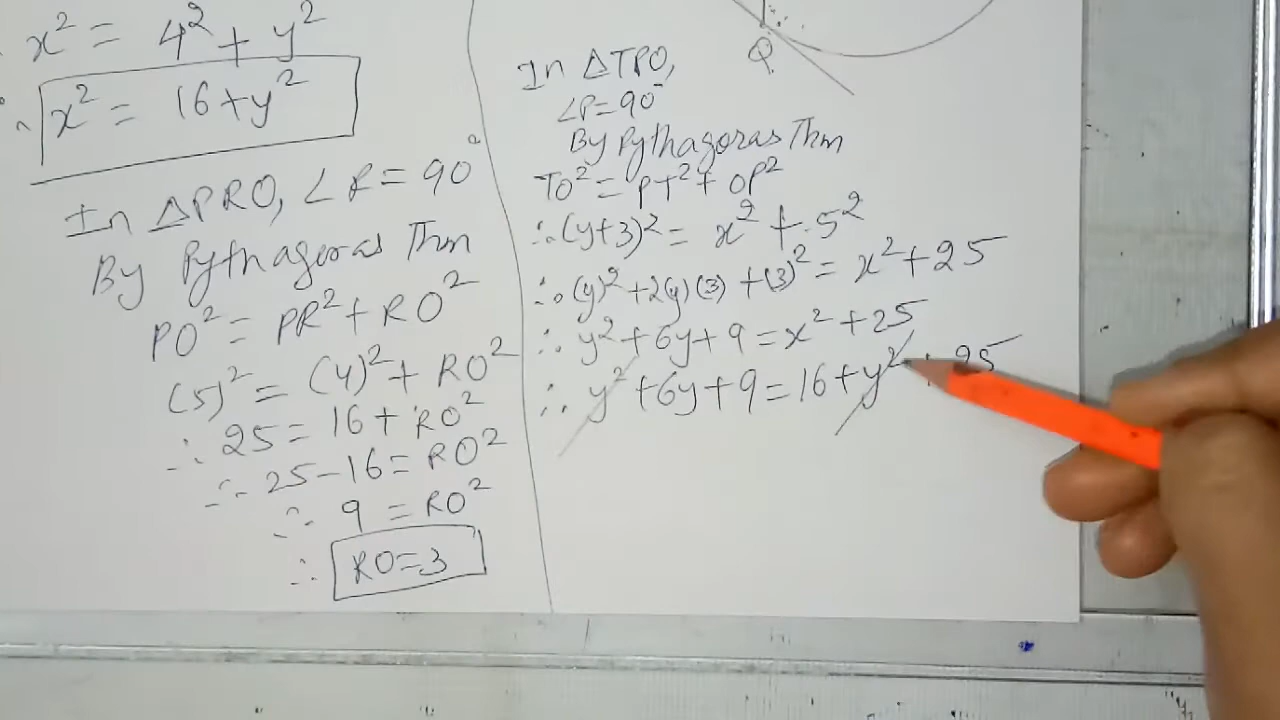 x² = 4² + y²
∴ x² = 16 + y²
In △PRO, ∠R = 90°
By Pythagoras Thm
PO² = PR² + RO²
(5)² = (4)² + RO²
∴ 25 = 16 + RO²
∴ 25 - 16 = RO²
∴ 9 = RO²
∴ RO = 3
Q
In △TPO,
∠P = 90°
By Pythagoras Thm
TO² = PT² + OP²
∴ (y+3)² = x² + 5²
∴ (y)² + 2(y)(3) + (3)² = x² + 25
∴ y² + 6y + 9 = x² + 25
∴ y² + 6y + 9 = 16 + y² + 25